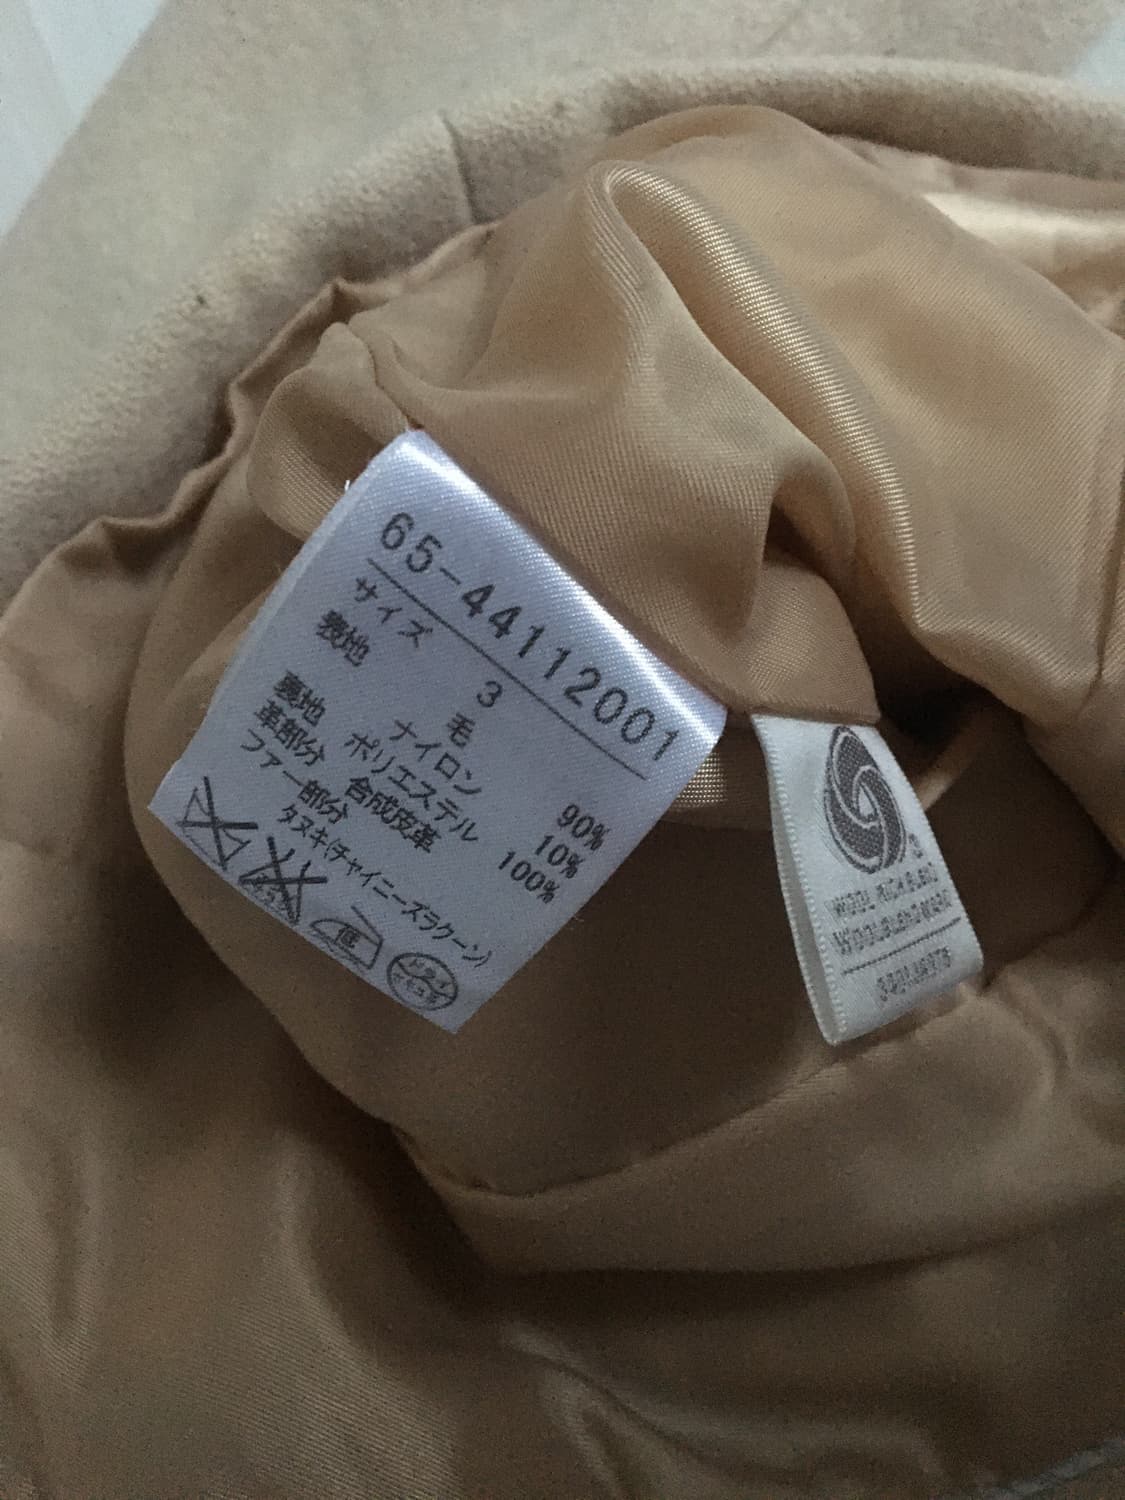 65-44112001
サイズ 3
表地 毛 90%
ナイロン 10%
裏地 ポリエステル 100%
革部分 合成皮革
ファー部分
タヌキ(チャイニーズラクーン)
低
WOOL RICH BLEND
WOOLBLENDMARK